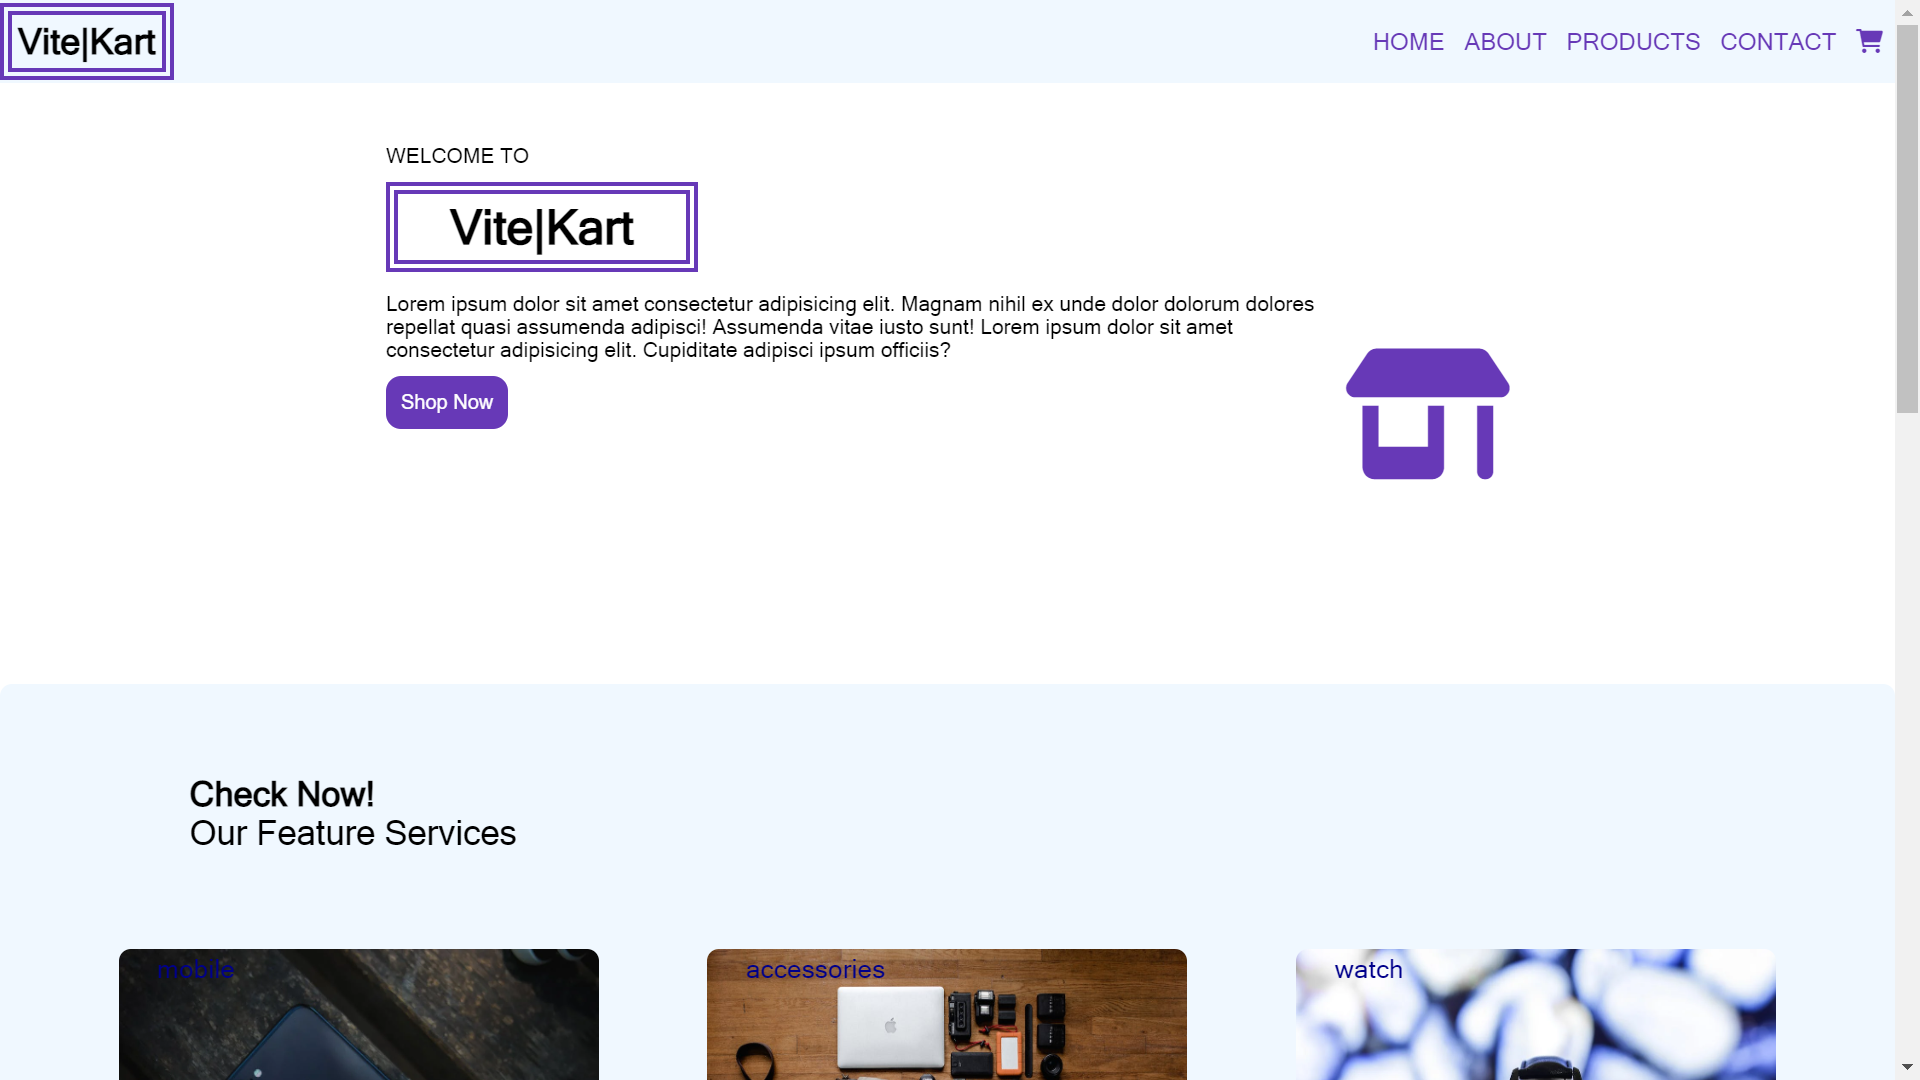 Vite|Kart
HOME ABOUT PRODUCTS CONTACT
WELCOME TO
Vite|Kart
Lorem ipsum dolor sit amet consectetur adipisicing elit. Magnam nihil ex unde dolor dolorum dolores
repellat quasi assumenda adipisci! Assumenda vitae iusto sunt! Lorem ipsum dolor sit amet
consectetur adipisicing elit. Cupiditate adipisci ipsum officiis?
Shop Now
Check Now!
Our Feature Services
mobile
accessories
watch